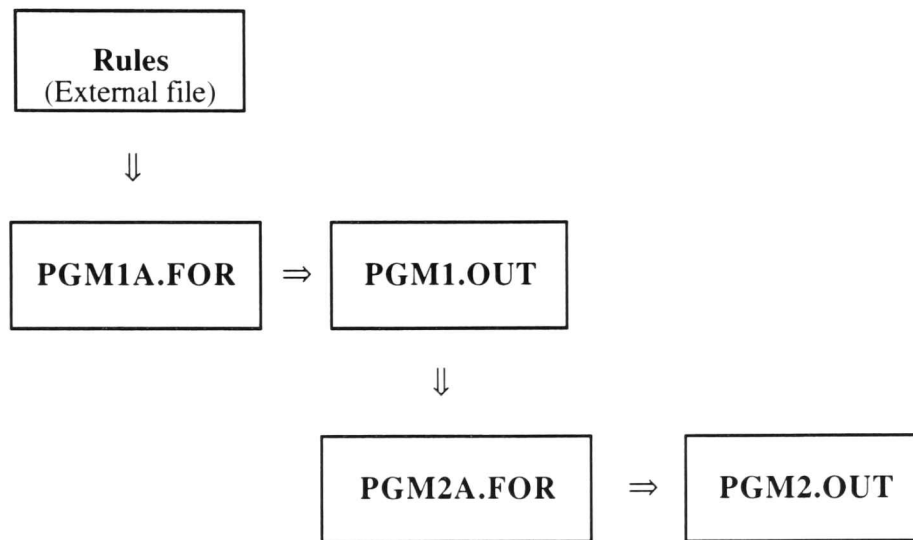 Rules
(External file)
⇓
PGM1A.FOR ⇒ PGM1.OUT
⇓
PGM2A.FOR ⇒ PGM2.OUT